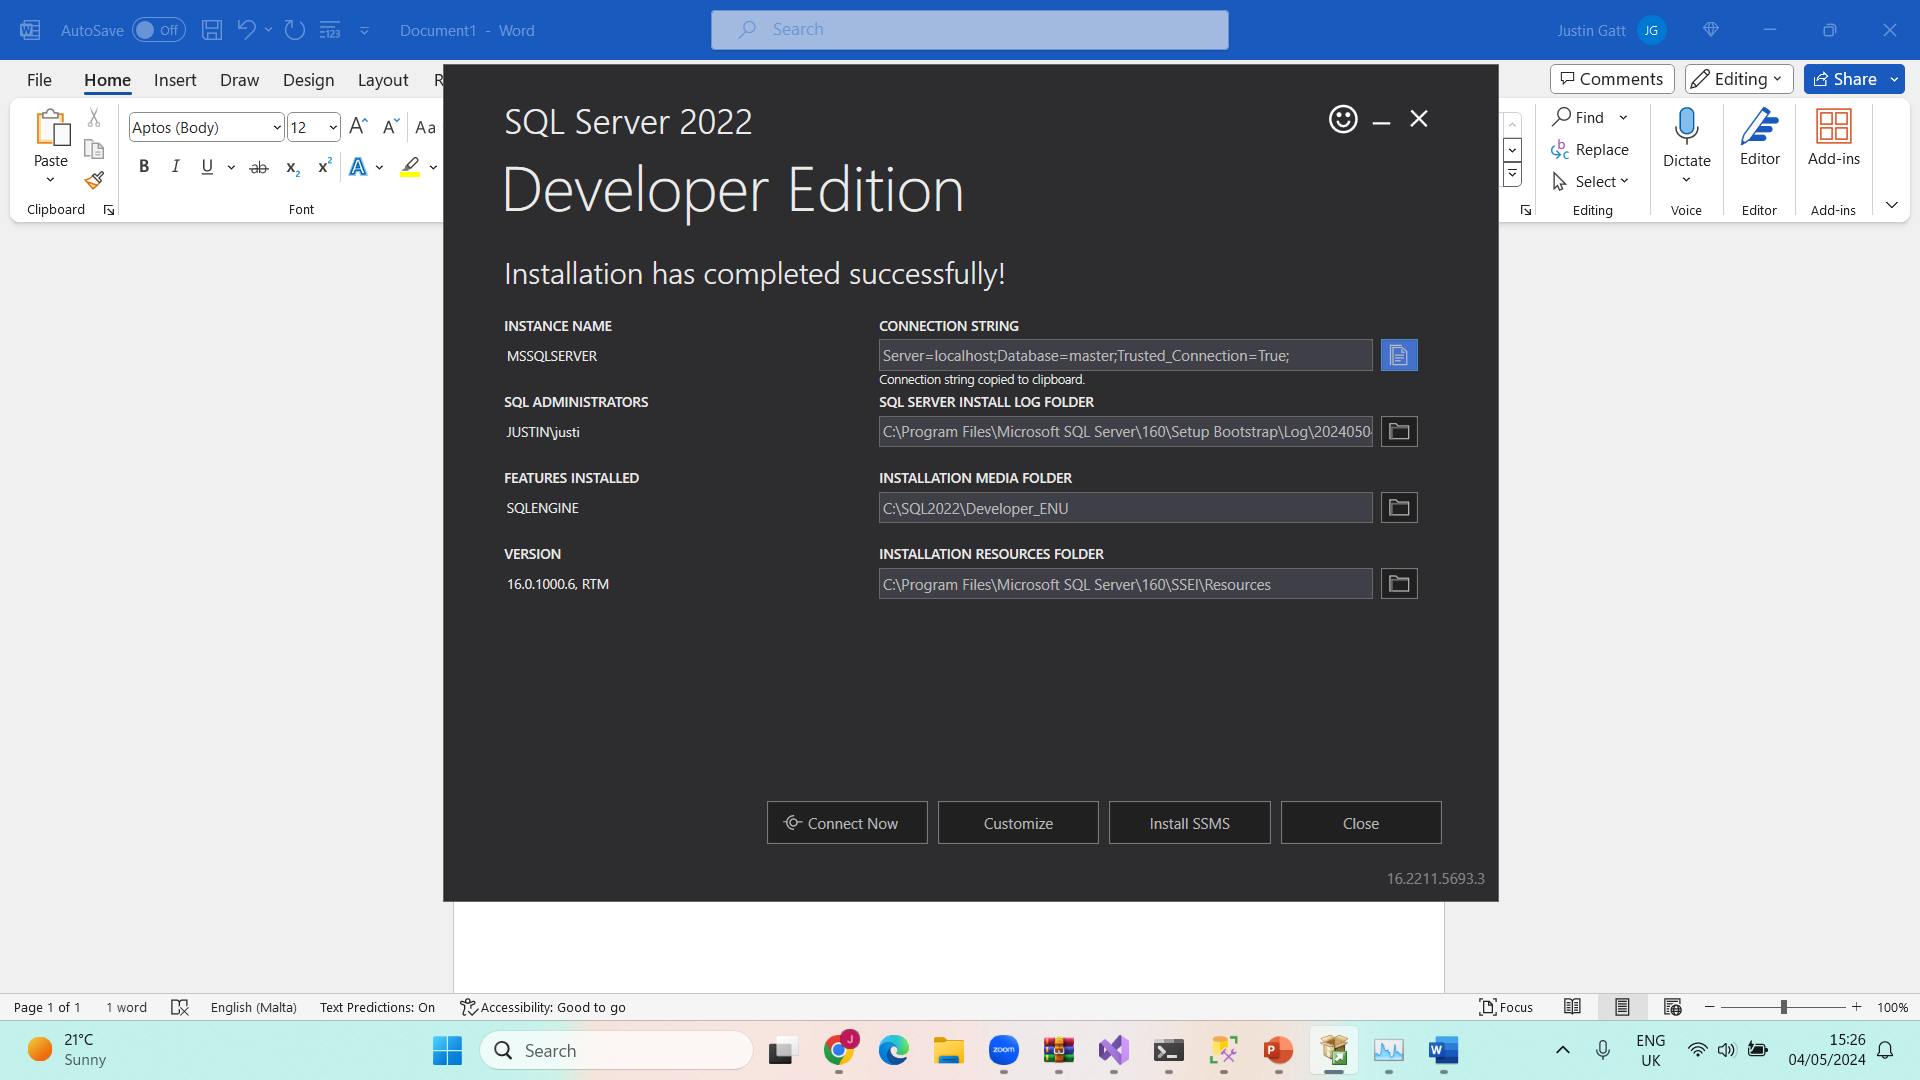 AutoSave Off Document1 - Word Search Justin Gatt JG
File Home Insert Draw Design Layout R Comments Editing Share
Aptos (Body) 12 Aa
Paste
B I U ab x2 x2 A
Clipboard Font
Find
Replace
Select
Editing
Dictate
Voice
Editor
Editor
Add-ins
Add-ins
SQL Server 2022
Developer Edition
Installation has completed successfully!
INSTANCE NAME
MSSQLSERVER
CONNECTION STRING
Server=localhost;Database=master;Trusted_Connection=True;
Connection string copied to clipboard.
SQL ADMINISTRATORS
JUSTIN\justi
SQL SERVER INSTALL LOG FOLDER
C:\Program Files\Microsoft SQL Server\160\Setup Bootstrap\Log\2024050
FEATURES INSTALLED
SQLENGINE
INSTALLATION MEDIA FOLDER
C:\SQL2022\Developer_ENU
VERSION
16.0.1000.6, RTM
INSTALLATION RESOURCES FOLDER
C:\Program Files\Microsoft SQL Server\160\SSEI\Resources
Connect Now Customize Install SSMS Close
16.2211.5693.3
Page 1 of 1 1 word English (Malta) Text Predictions: On Accessibility: Good to go Focus 100%
21°C
Sunny
Search
J
zoom
P
W
ENG
UK
15:26
04/05/2024